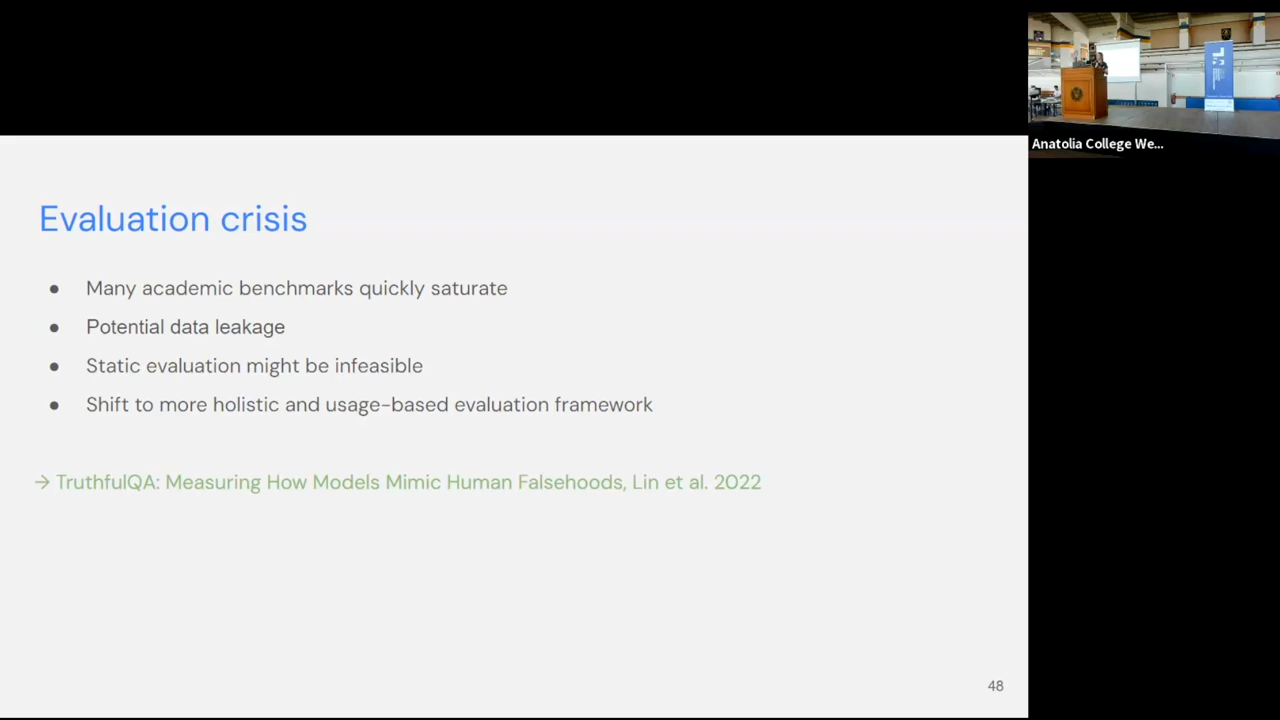 Evaluation crisis
● Many academic benchmarks quickly saturate
● Potential data leakage
● Static evaluation might be infeasible
● Shift to more holistic and usage-based evaluation framework
→ TruthfulQA: Measuring How Models Mimic Human Falsehoods, Lin et al. 2022
48
Anatolia College We...